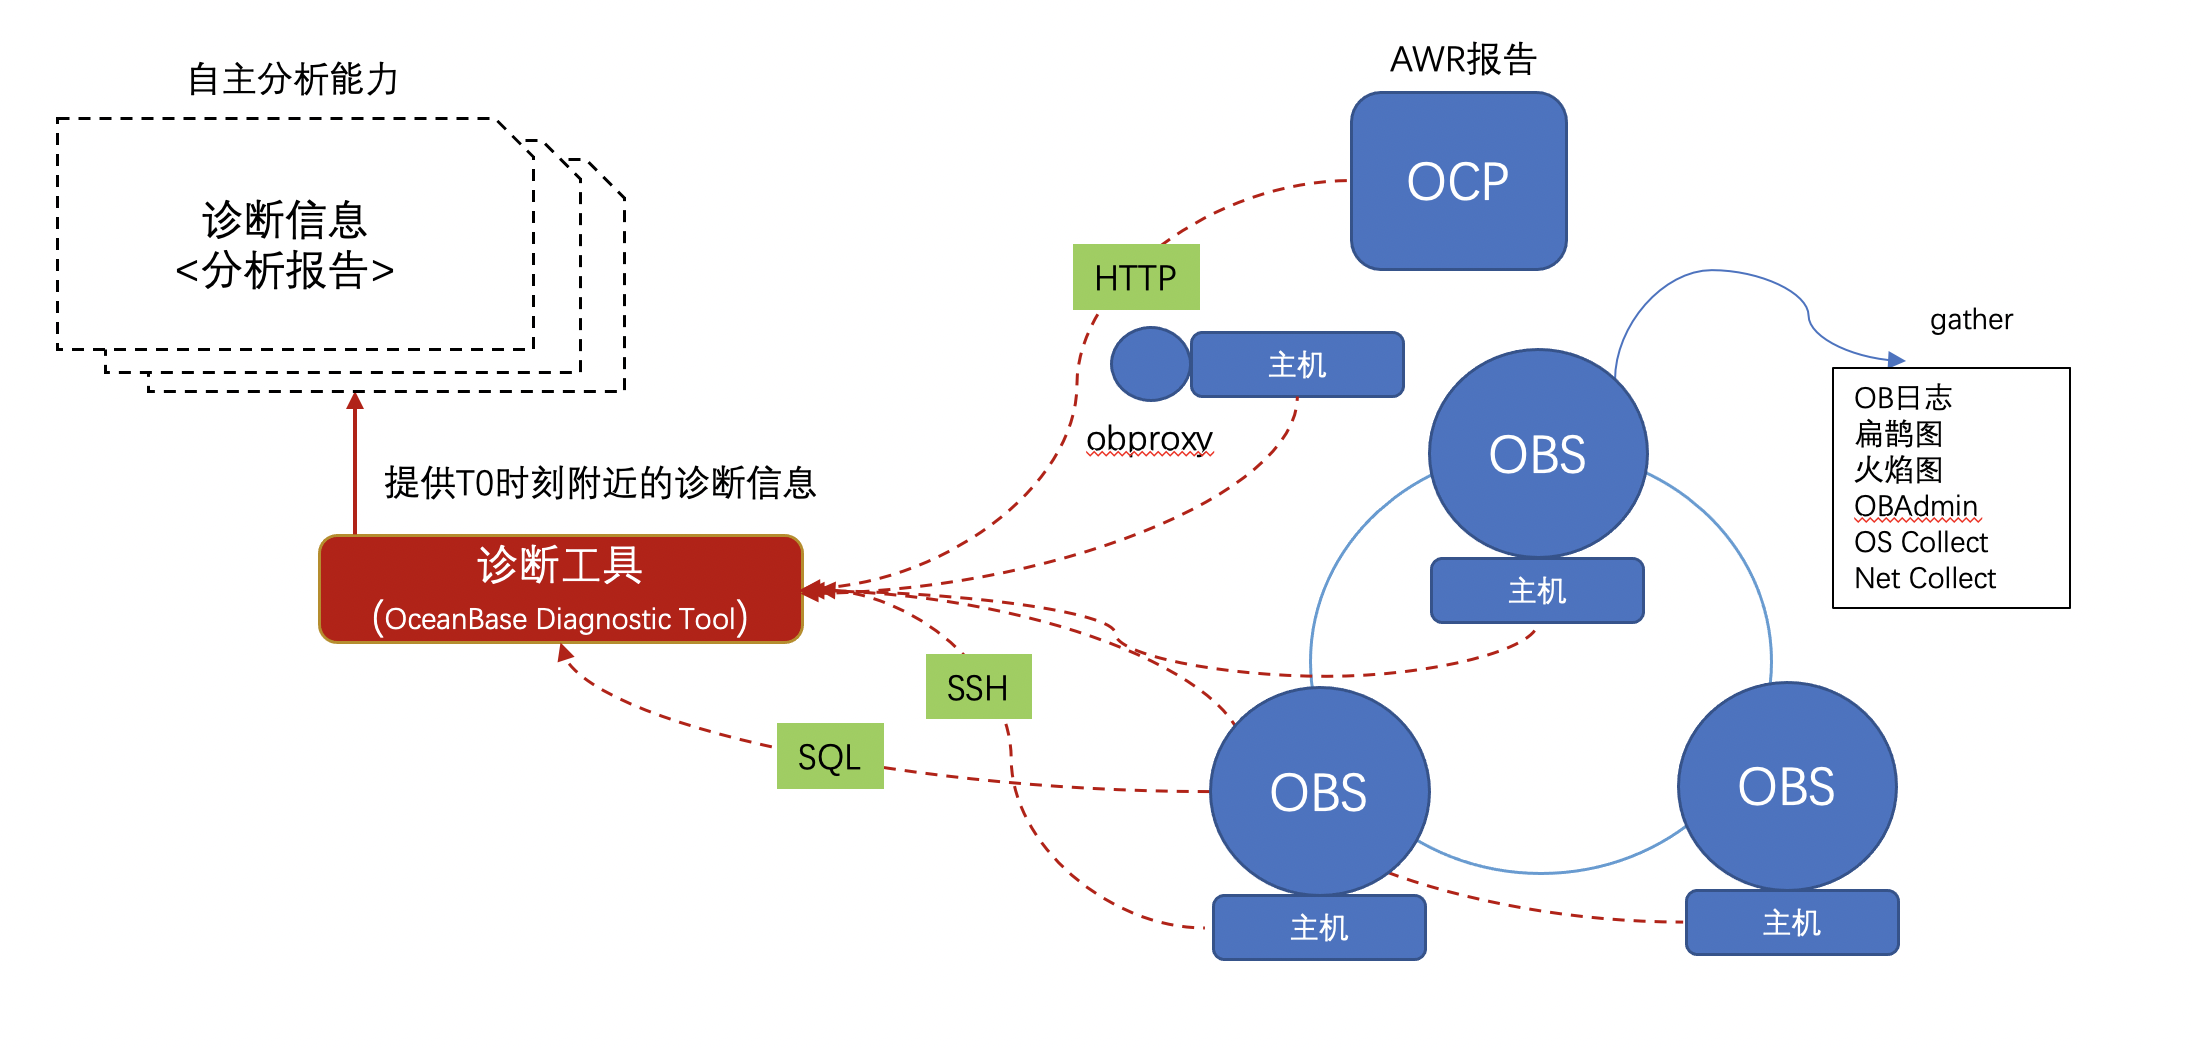 自主分析能力
诊断信息
<分析报告>
提供T0时刻附近的诊断信息
诊断工具
(OceanBase Diagnostic Tool)
AWR报告
OCP
HTTP
主机
obproxy
OBS
主机
gather
OB日志
扁鹊图
火焰图
OBAdmin
OS Collect
Net Collect
SSH
SQL
OBS
主机
OBS
主机